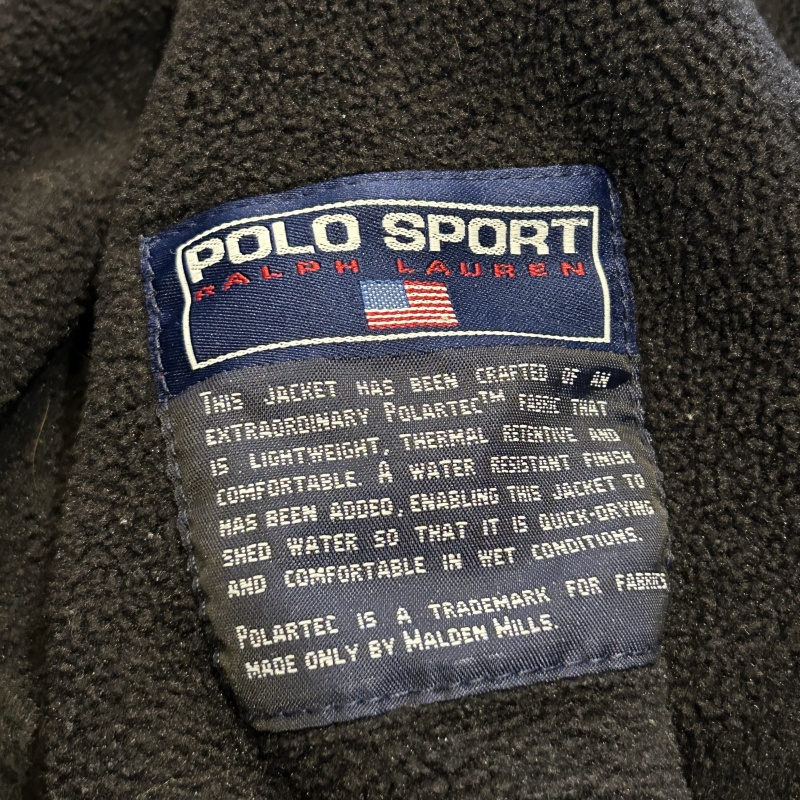 POLO SPORT
RALPH LAUREN
THIS JACKET HAS BEEN CRAFTED OF AN
EXTRAORDINARY POLARTEC™ FABRIC THAT
IS LIGHTWEIGHT, THERMAL RETENTIVE AND
COMFORTABLE. A WATER RESISTANT FINISH
HAS BEEN ADDED, ENABLING THIS JACKET TO
SHED WATER SO THAT IT IS QUICK-DRYING
AND COMFORTABLE IN WET CONDITIONS.
POLARTEC IS A TRADEMARK FOR FABRICS
MADE ONLY BY MALDEN MILLS.